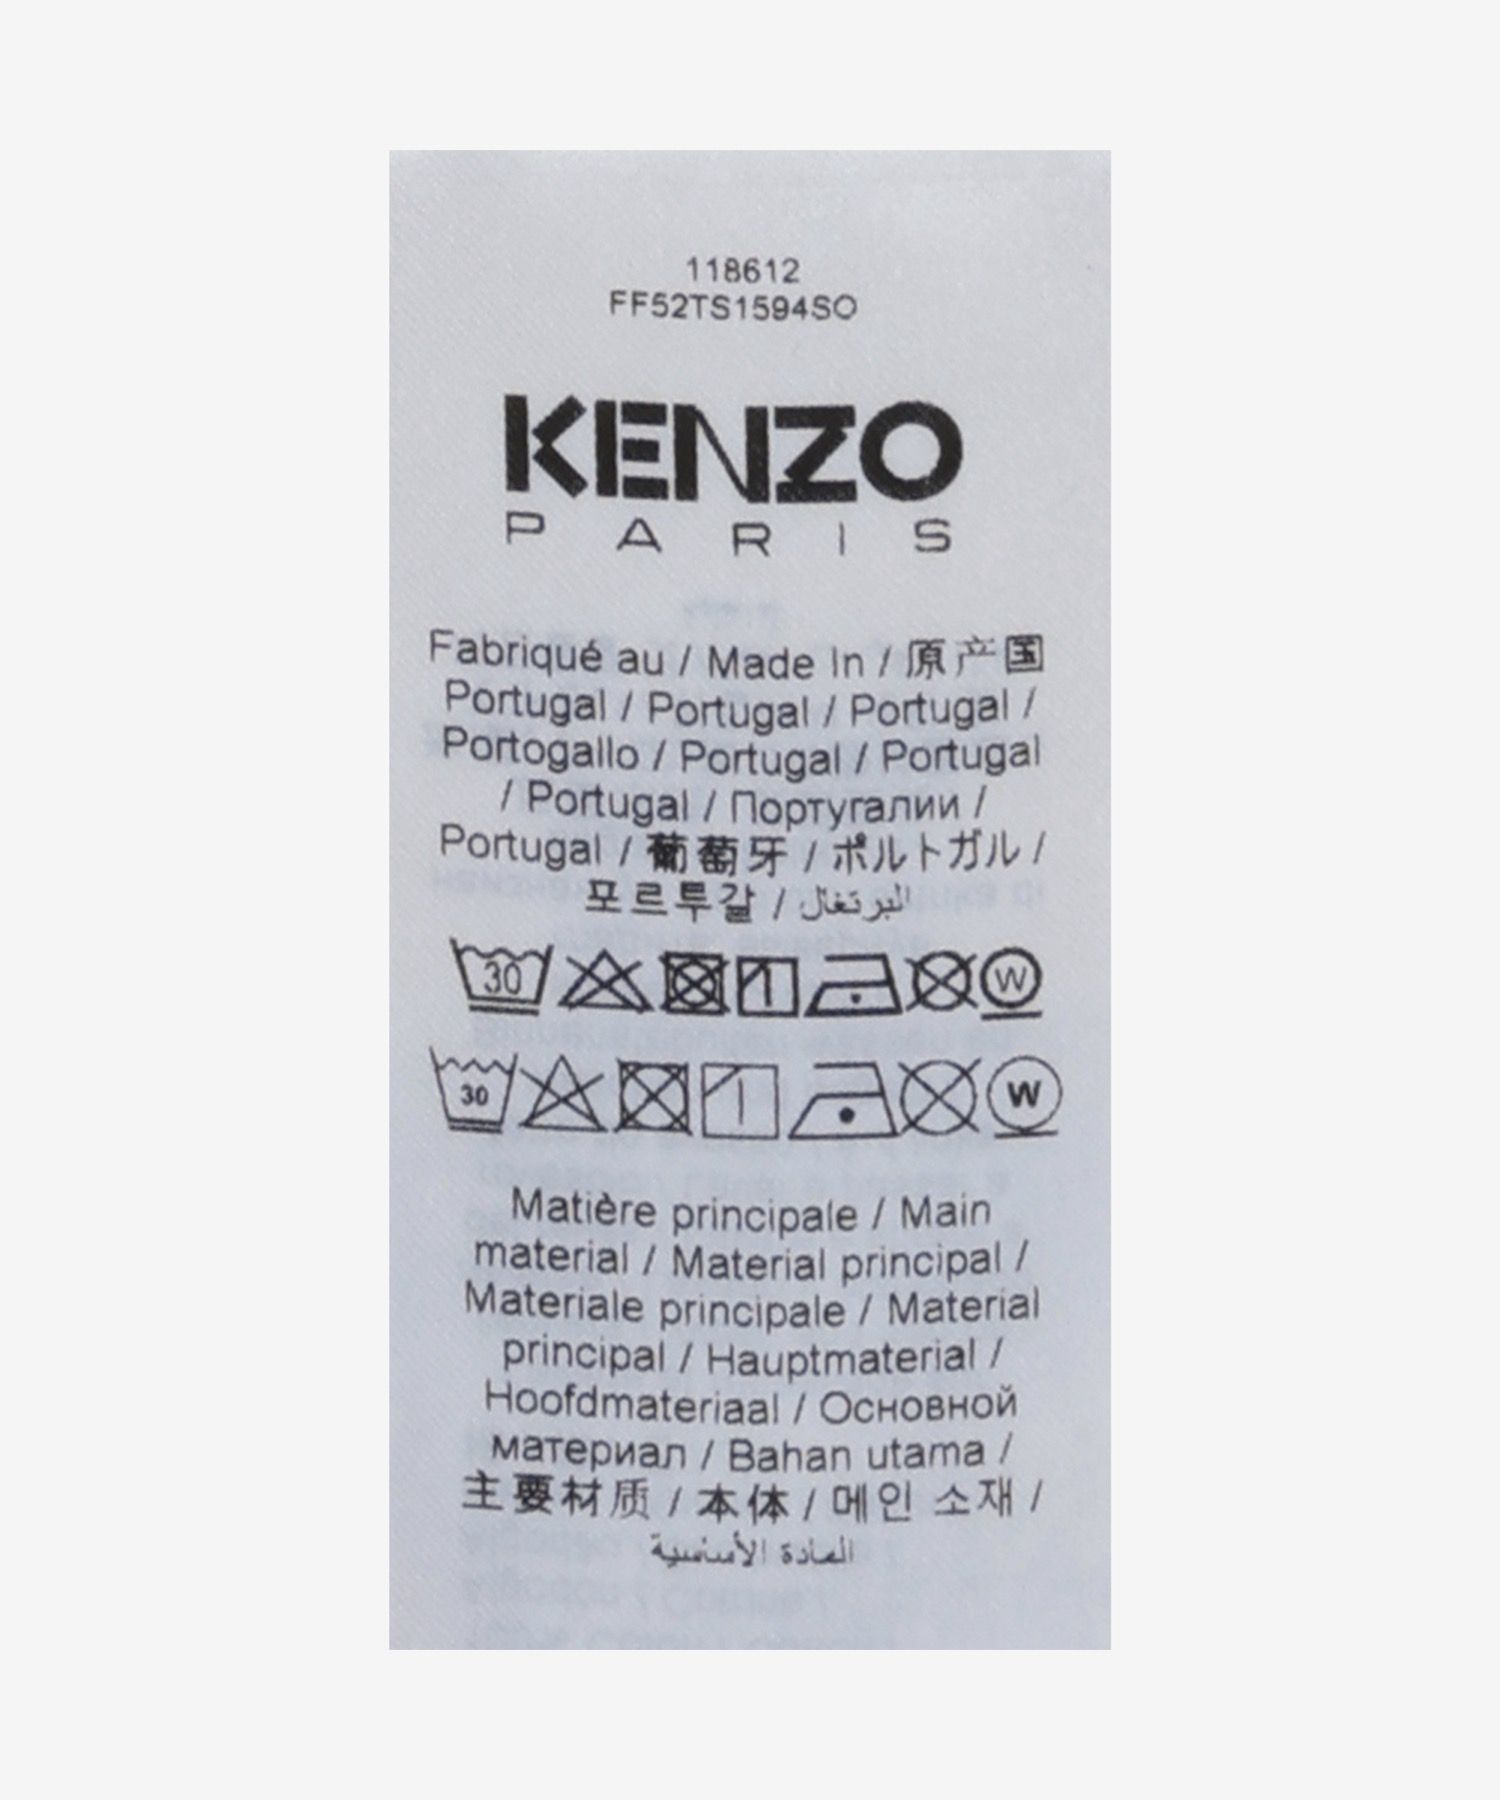 118612
FF52TS1594SO
KENZO
PARIS
Fabriqué au / Made In / 原产国
Portugal / Portugal / Portugal /
Portogallo / Portugal / Portugal
/ Portugal / Португалии /
Portugal / 葡萄牙 / ポルトガル /
포르투갈 / البرتغال
30 W
30 W
Matière principale / Main
material / Material principal /
Materiale principale / Material
principal / Hauptmaterial /
Hoofdmateriaal / Основной
материал / Bahan utama /
主要材质 / 本体 / 메인 소재 /
المادة الأساسية